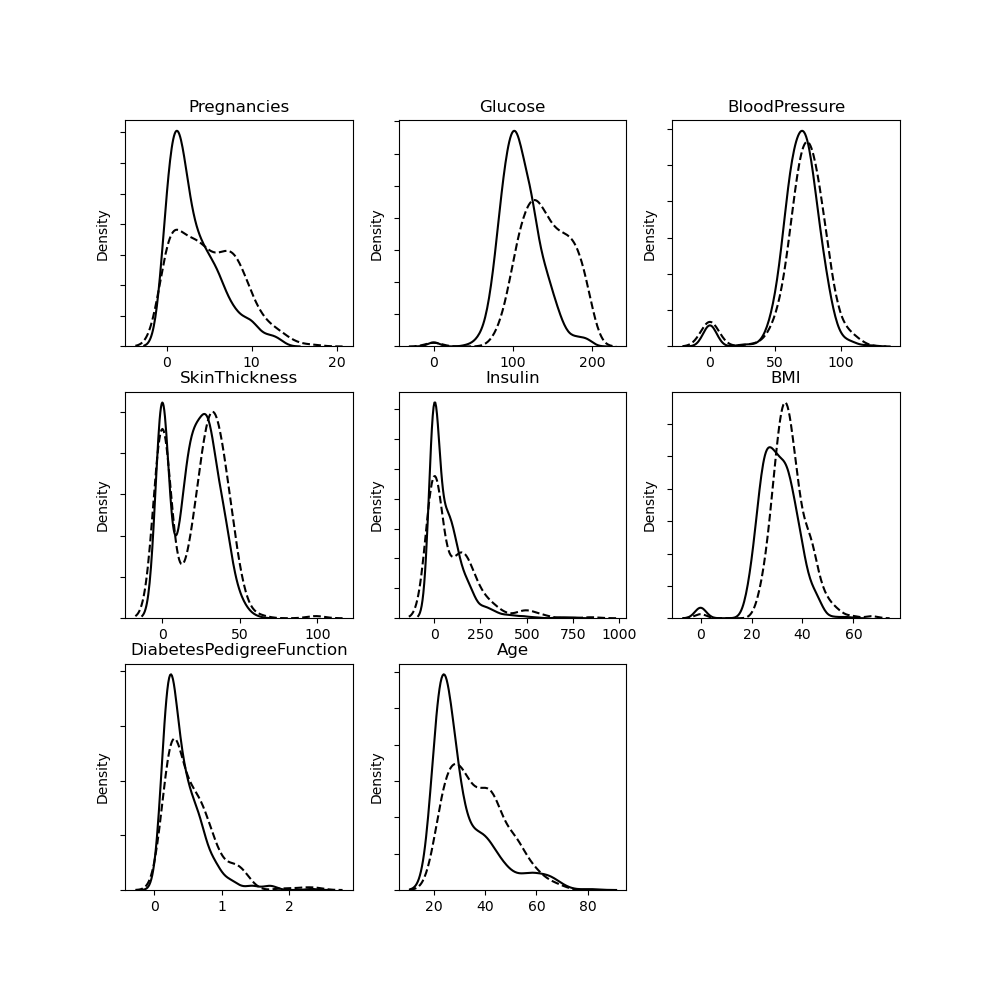 Pregnancies
Glucose
BloodPressure
Density
Density
Density
0 10 20
0 100 200
0 50 100
SkinThickness
Insulin
BMI
Density
Density
Density
0 50 100
0 250 500 750 1000
0 20 40 60
DiabetesPedigreeFunction
Age
Density
Density
0 1 2
20 40 60 80